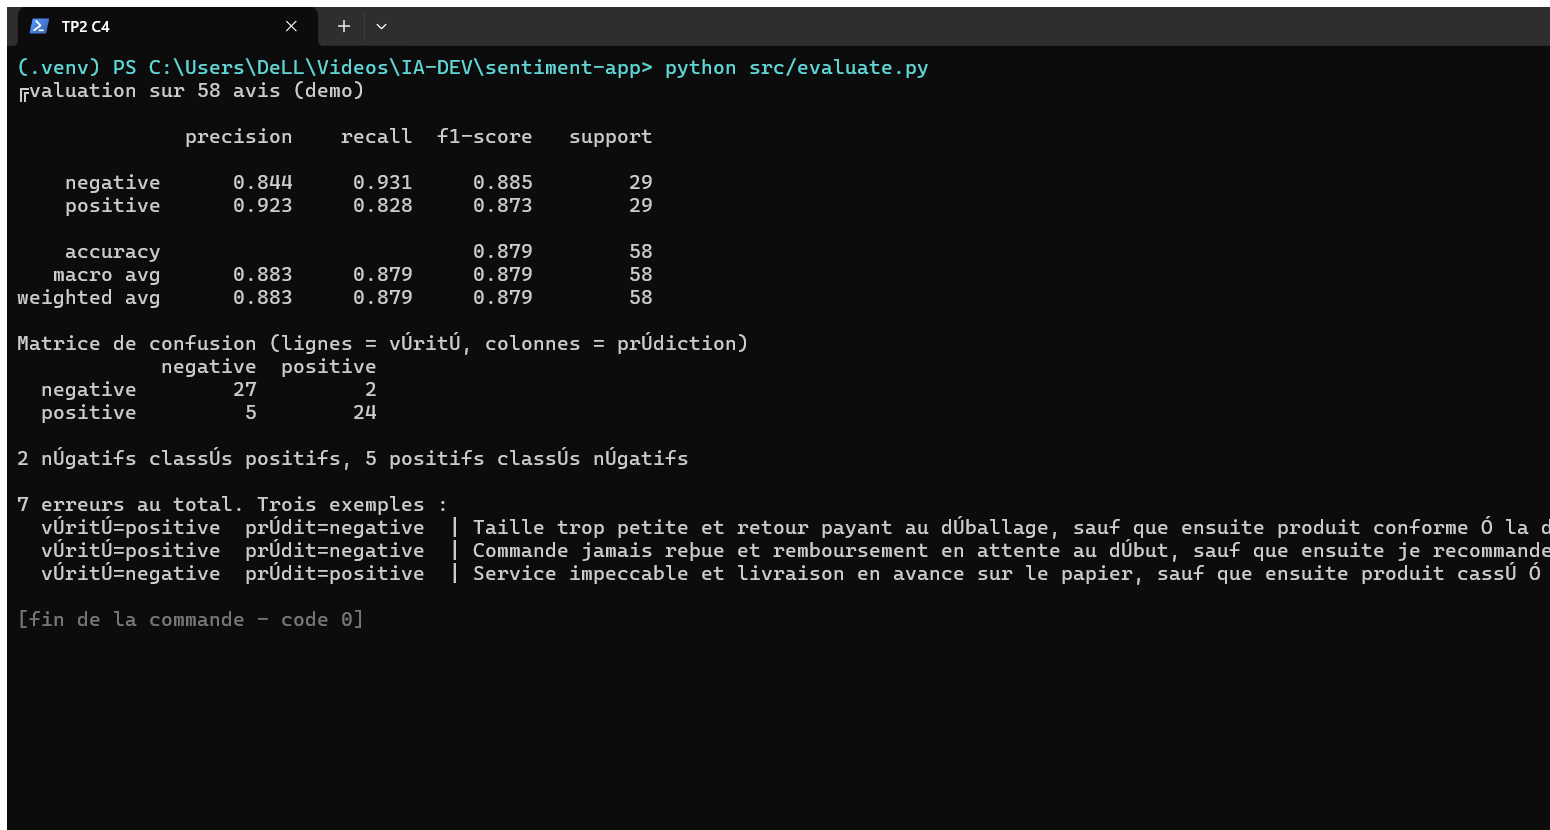 TP2 C4
(.venv) PS C:\Users\DeLL\Videos\IA-DEV\sentiment-app> python src/evaluate.py
╔valuation sur 58 avis (demo)
precision    recall  f1-score   support
negative      0.844     0.931     0.885        29
positive      0.923     0.828     0.873        29
accuracy                          0.879        58
macro avg      0.883     0.879     0.879        58
weighted avg      0.883     0.879     0.879        58
Matrice de confusion (lignes = vÚritÚ, colonnes = prÚdiction)
negative  positive
negative        27         2
positive         5        24
2 nÚgatifs classÚs positifs, 5 positifs classÚs nÚgatifs
7 erreurs au total. Trois exemples :
vÚritÚ=positive  prÚdit=negative  | Taille trop petite et retour payant au dÚballage, sauf que ensuite produit conforme Ó la d
vÚritÚ=positive  prÚdit=negative  | Commande jamais reþue et remboursement en attente au dÚbut, sauf que ensuite je recommande
vÚritÚ=negative  prÚdit=positive  | Service impeccable et livraison en avance sur le papier, sauf que ensuite produit cassÚ Ó
[fin de la commande - code 0]